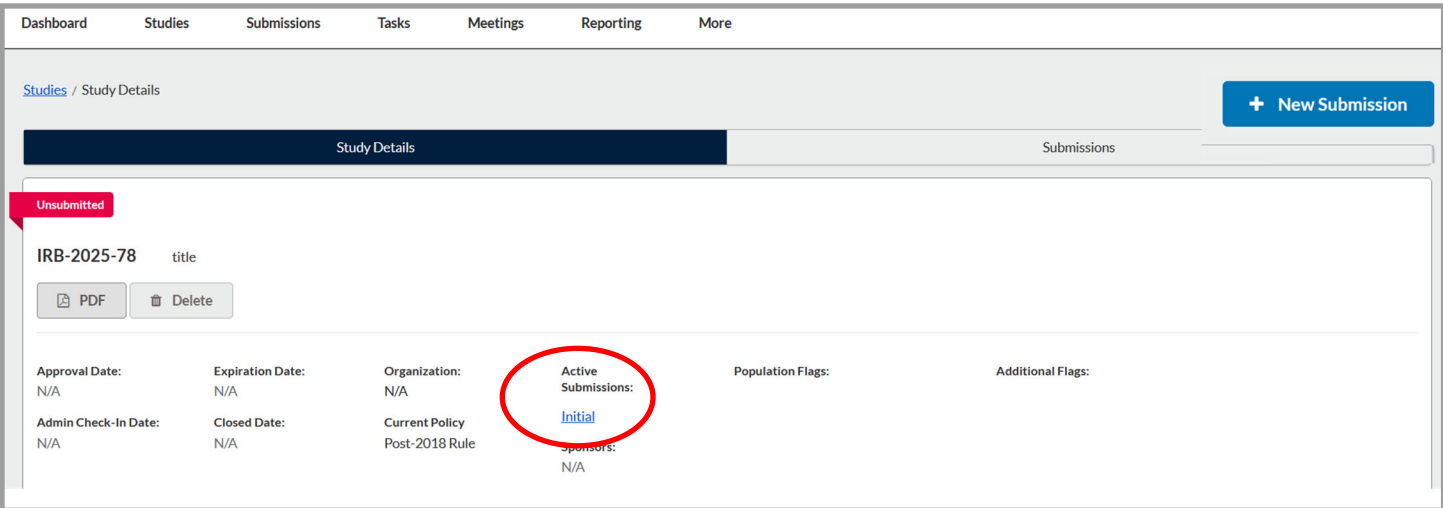 Dashboard Studies Submissions Tasks Meetings Reporting More
Studies / Study Details
+ New Submission
Study Details Submissions
Unsubmitted
IRB-2025-78 title
PDF Delete
Approval Date: Expiration Date: Organization: Active Submissions: Population Flags: Additional Flags:
N/A N/A N/A Initial
Admin Check-In Date: Closed Date: Current Policy Sponsors:
N/A N/A Post-2018 Rule N/A